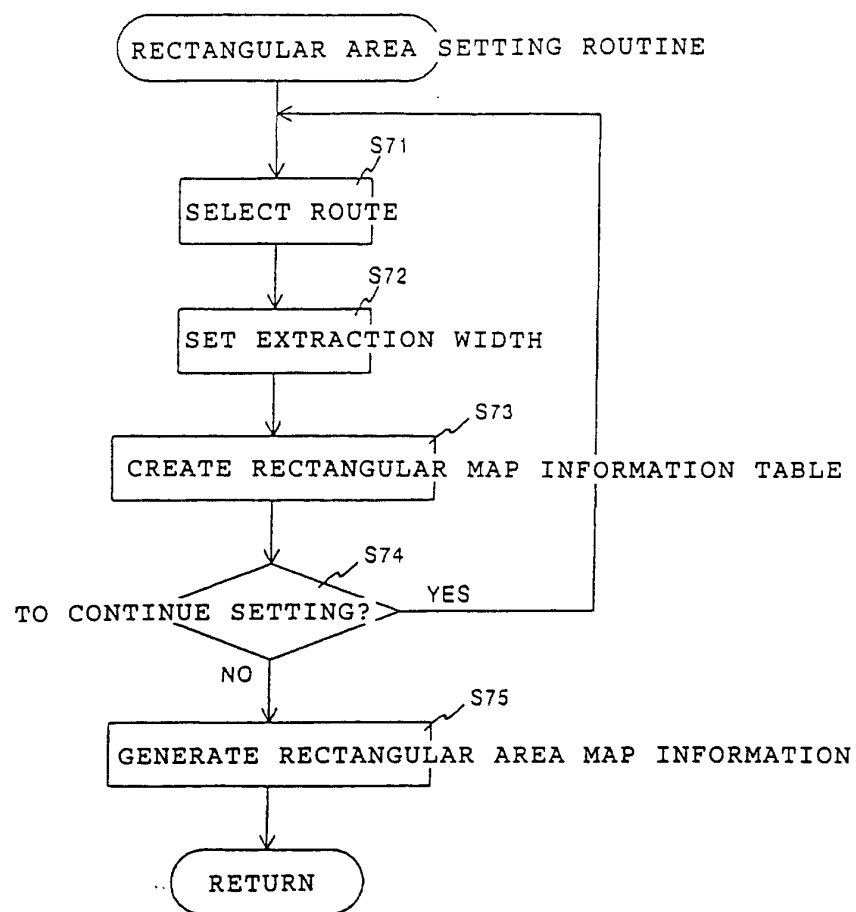 RECTANGULAR AREA SETTING ROUTINE
S71
SELECT ROUTE
S72
SET EXTRACTION WIDTH
S73
CREATE RECTANGULAR MAP INFORMATION TABLE
S74
TO CONTINUE SETTING?
YES
NO
S75
GENERATE RECTANGULAR AREA MAP INFORMATION
RETURN